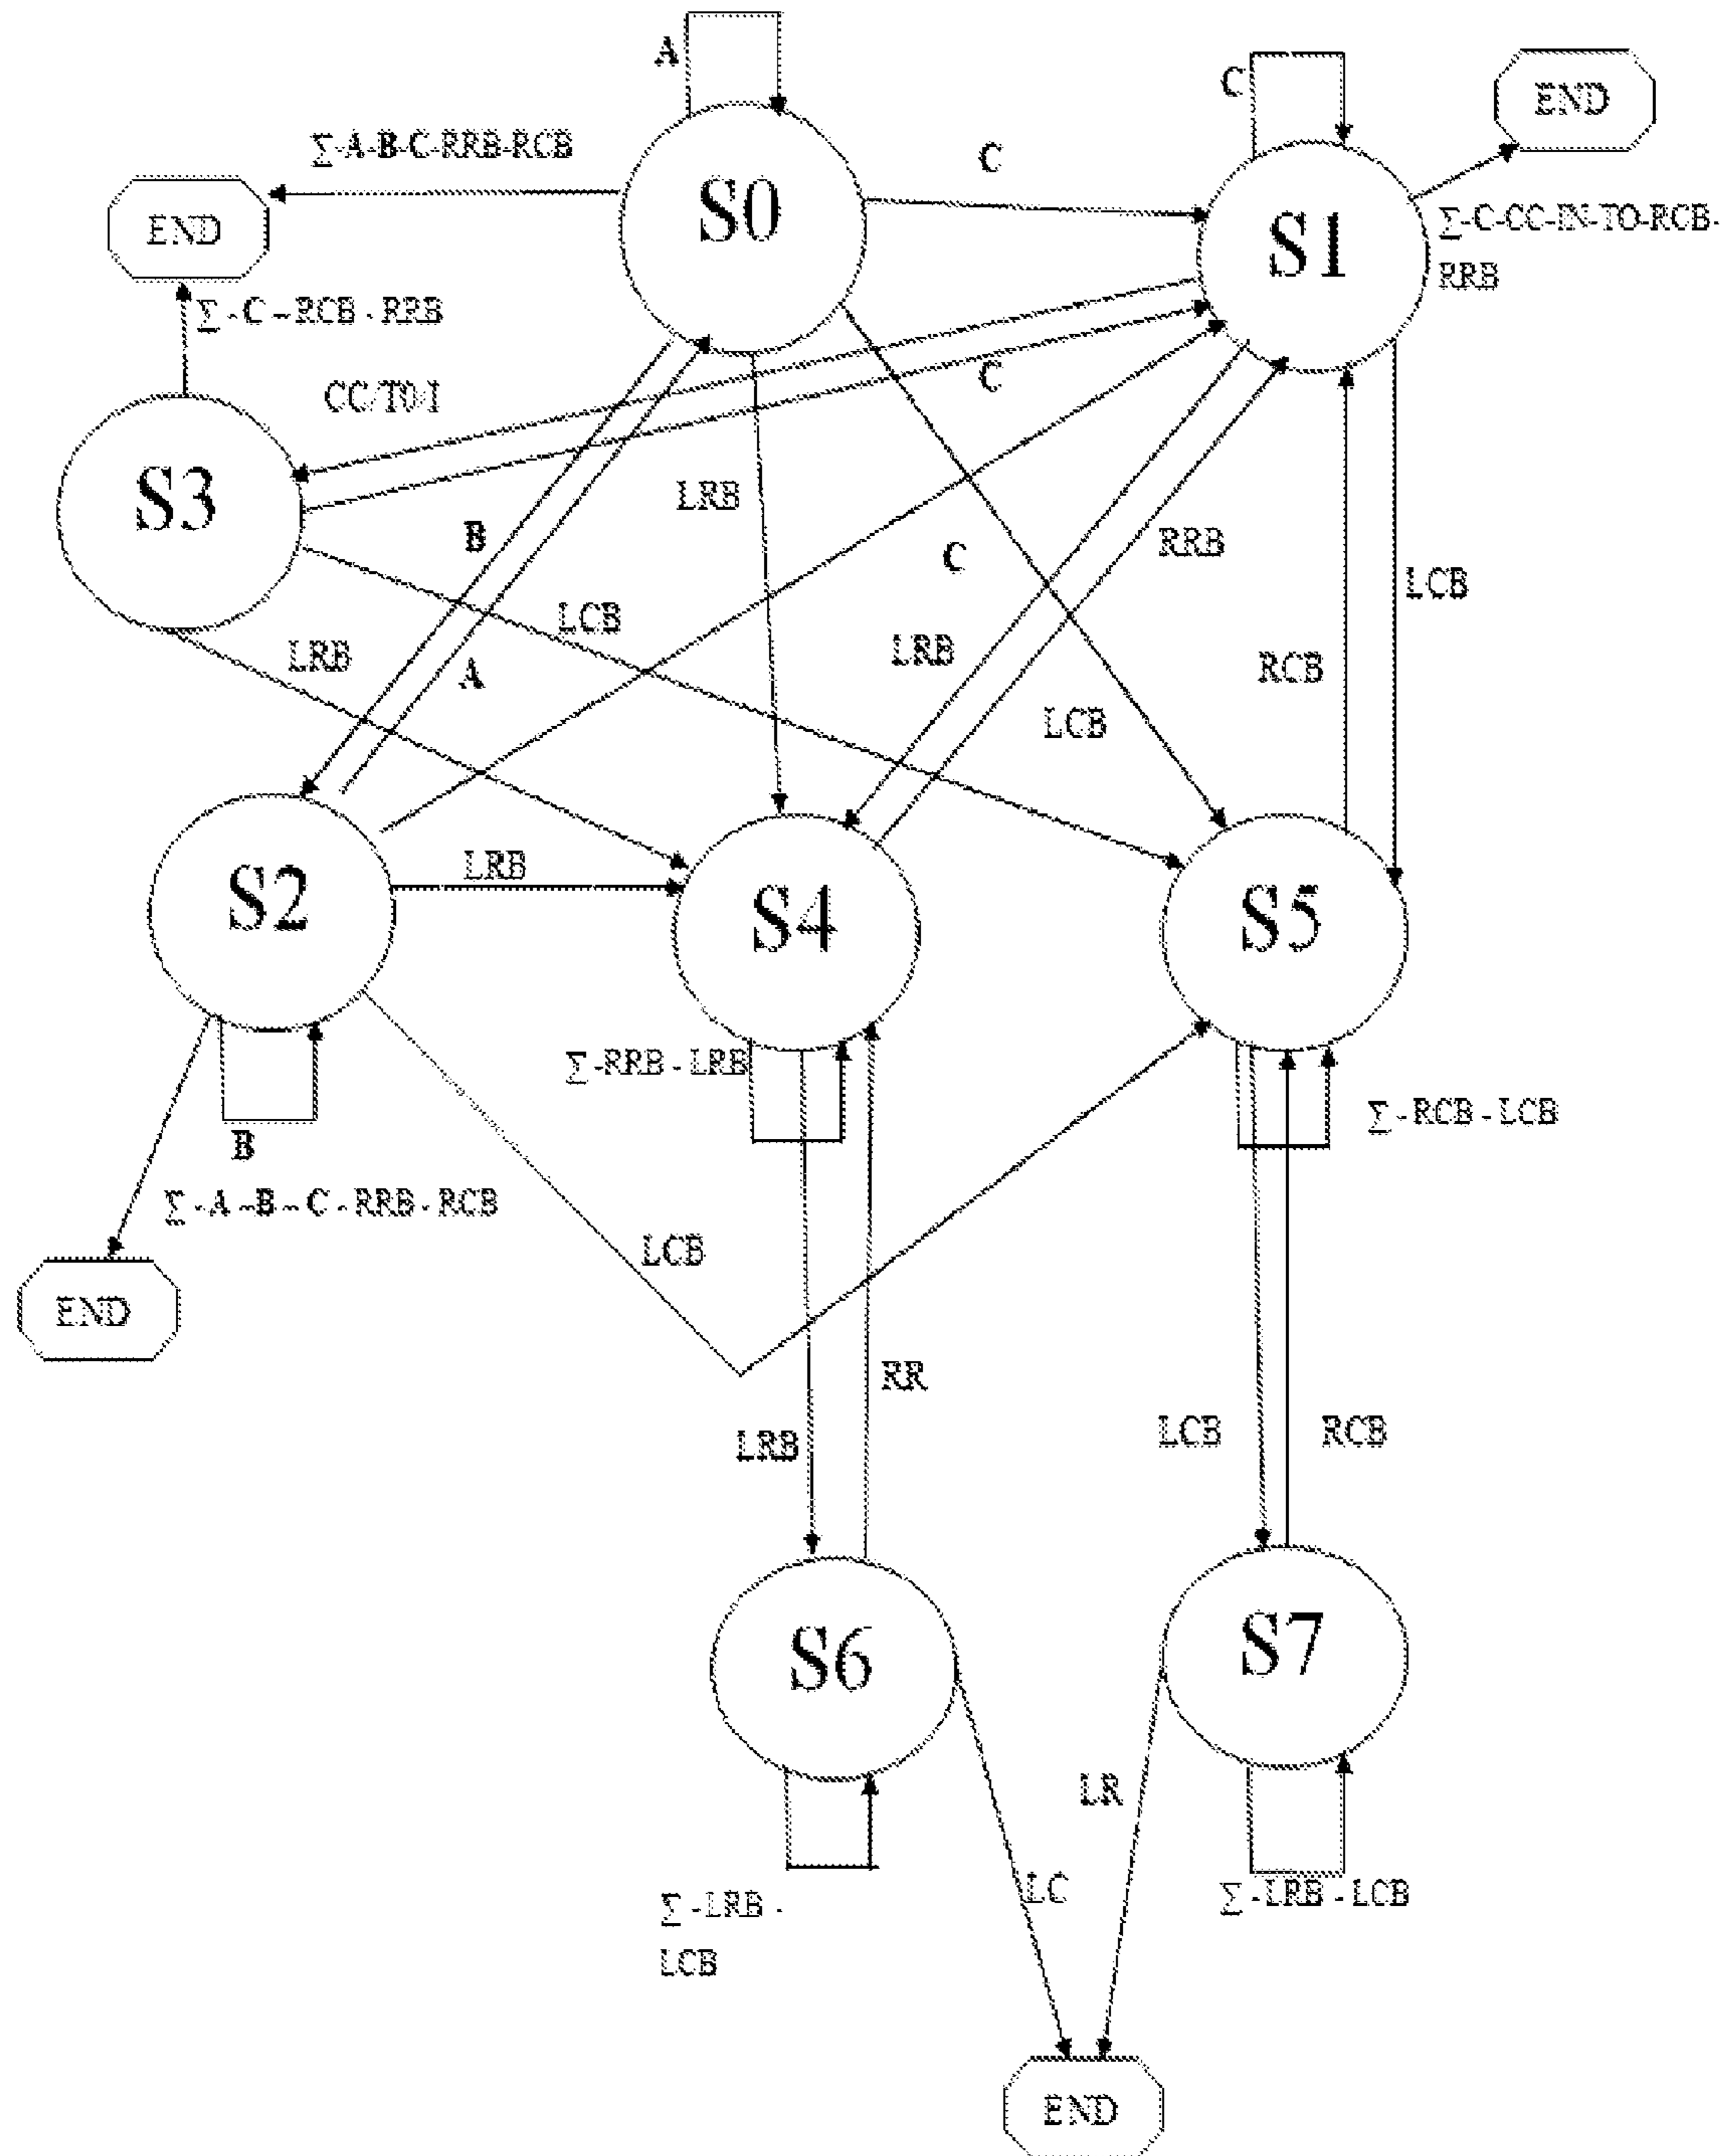 A
C
END
∑-A-B-C-RRB-RCB
S0
C
S1
END
∑-C-CC-IN-TO-RCB-
RRB
∑ - C - RCB - RRB
CC/T0/I
C
S3
LRB
B
C
RRB
LCB
LCB
LRB
LRB
A
RCB
LCB
LRB
S2
S4
S5
∑ -RRB - LRB
∑ - RCB - LCB
B
∑ - A - B - C - RRB - RCB
LCB
END
RR
LRB
LCB
RCB
S6
S7
LR
LC
∑ - LRB -
LCB
∑ - LRB - LCB
END